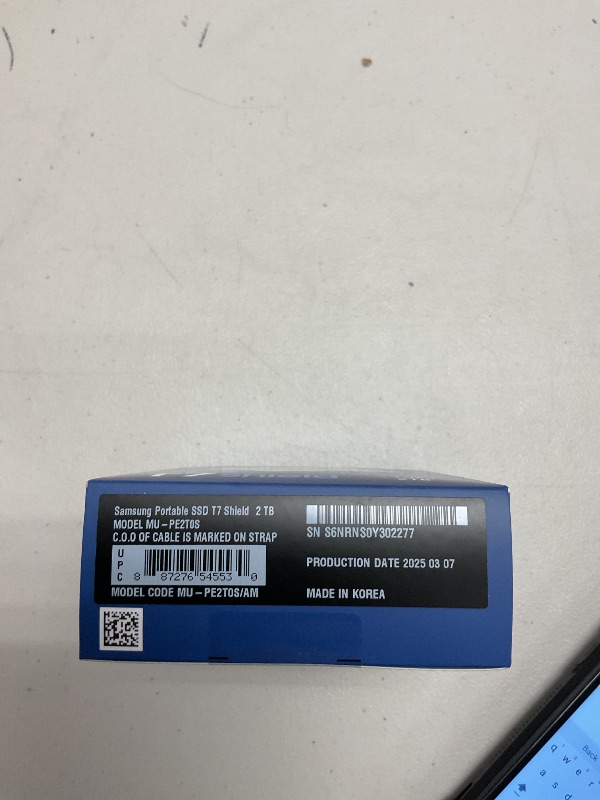 Samsung Portable SSD T7 Shield 2 TB
MODEL MU-PE2T0S
C.O.O OF CABLE IS MARKED ON STRAP
UPC 8 87276 54553 0
MODEL CODE MU-PE2T0S/AM
SN S6NRNS0Y302277
PRODUCTION DATE 2025 03 07
MADE IN KOREA
Back
q w e r
a s d